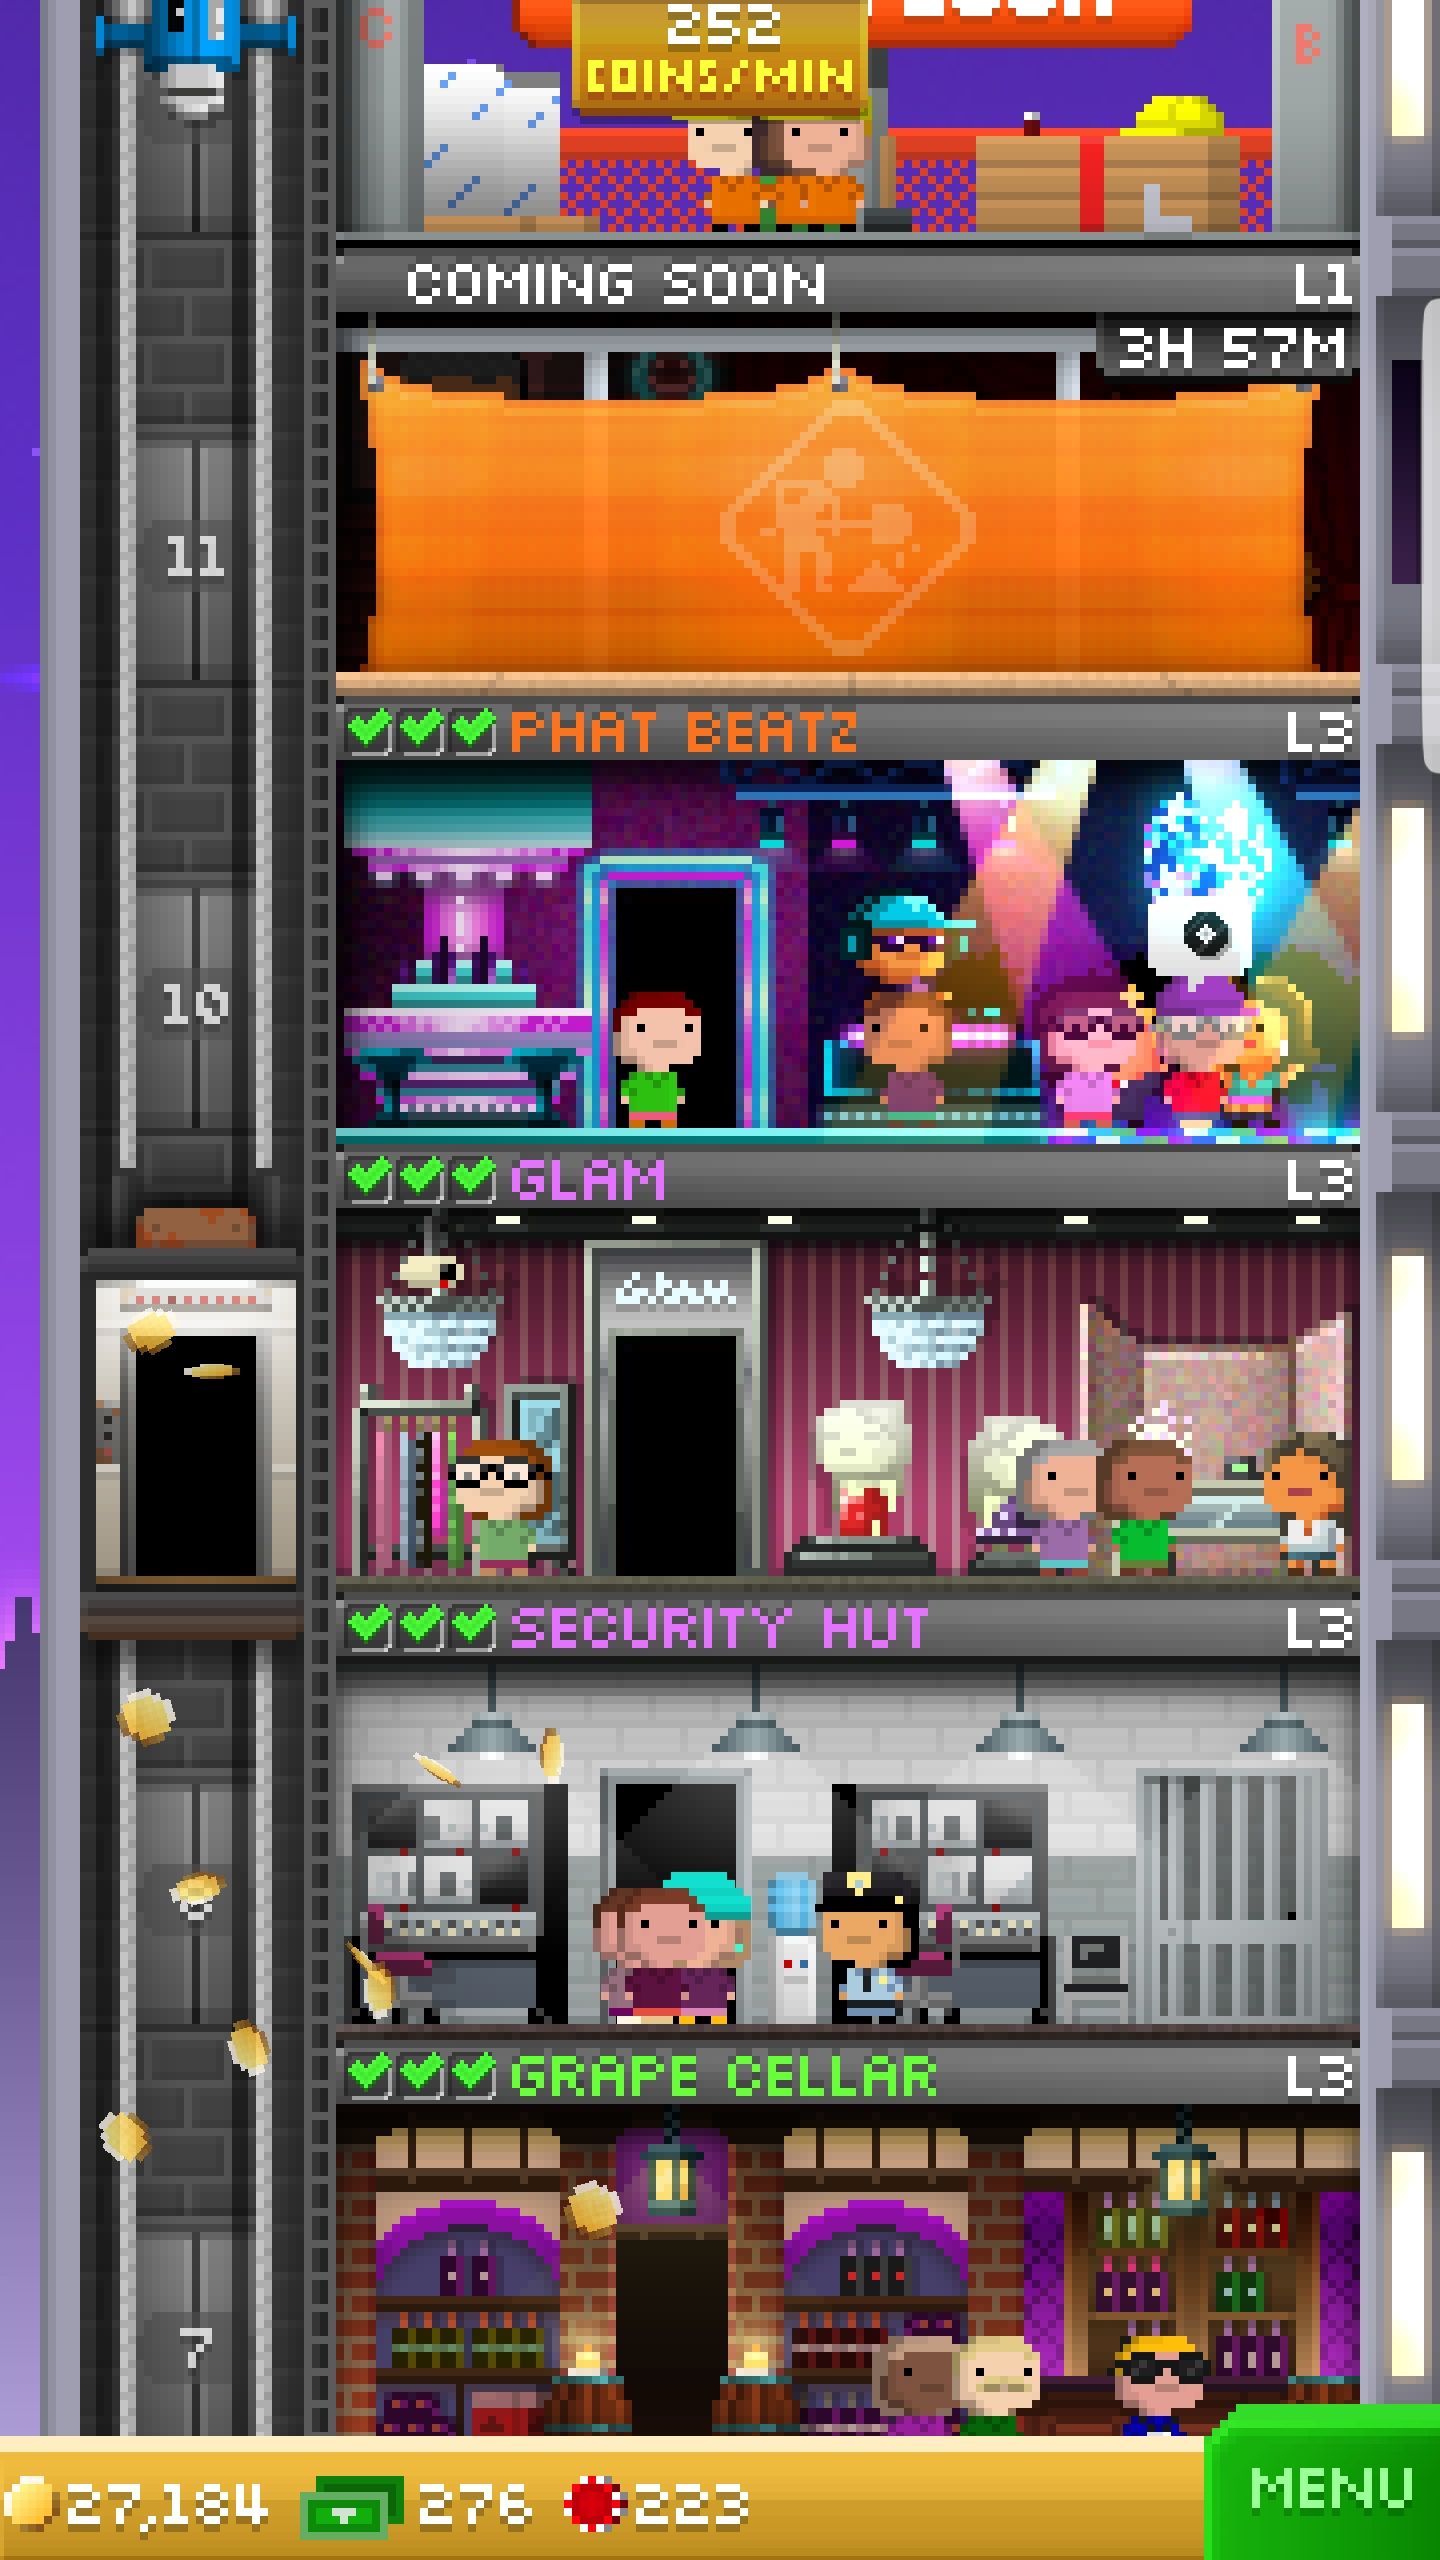 C
B
252
COINS/MIN
COMING SOON L1
3H 57M
11
PHAT BEATZ L3
10
GLAM L3
Glam
SECURITY HUT L3
GRAPE CELLAR L3
7
27,184 276 223
MENU